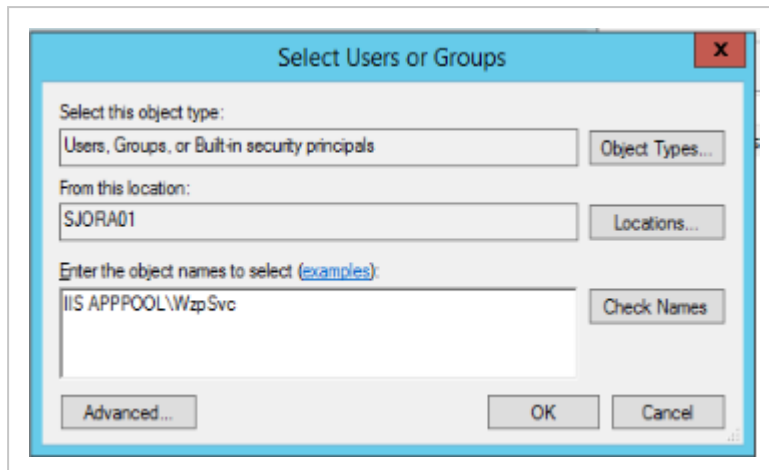 Select Users or Groups
x
Select this object type:
Users, Groups, or Built-in security principals
Object Types...
From this location:
SJORA01
Locations...
Enter the object names to select (examples):
IIS APPPOOL\WzpSvc
Check Names
Advanced...
OK
Cancel